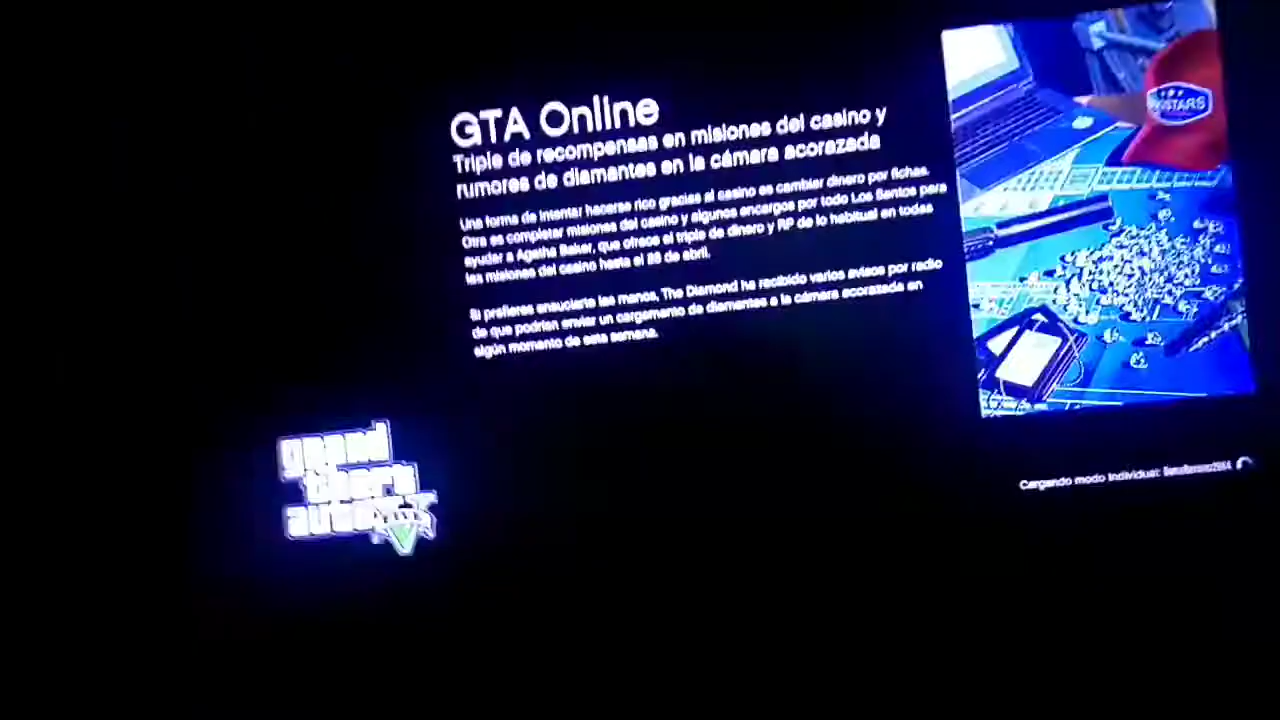 GTA Online
Triple de recompensas en misiones del casino y
rumores de diamantes en la cámara acorazada
Una forma de intentar hacerse rico gracias al casino es cambiar dinero por fichas.
Otra es completar misiones del casino y algunos encargos por todo Los Santos para
ayudar a Agatha Baker, que ofrece el triple de dinero y RP de lo habitual en todas
las misiones del casino hasta el de abril.
Si prefieres ensuciarte las manos, The Diamond ha recibido varios avisos por radio
de que podrían enviar un cargamento de diamantes a la cámara acorazada en
algún momento de esta semana.
grand
theft
auto
V
Cargando modo Individual: